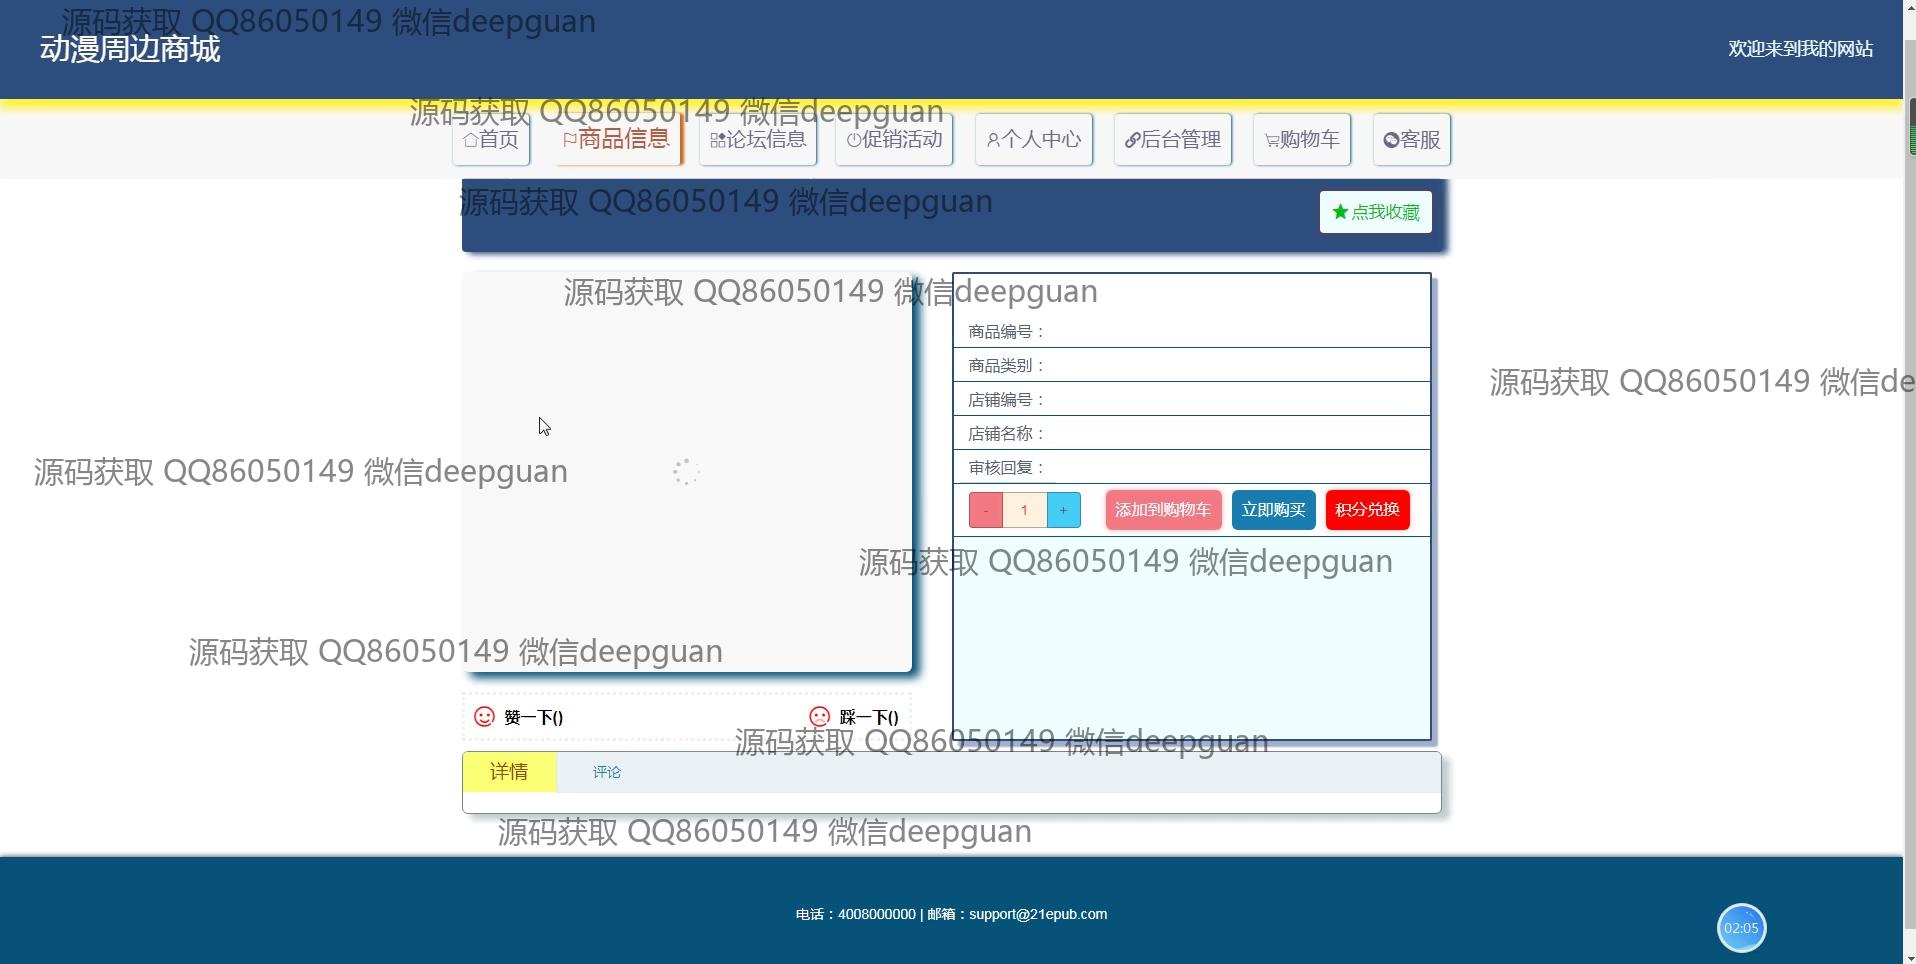 源码获取 QQ86050149 微信deepguan
动漫周边商城
欢迎来到我的网站
源码获取 QQ86050149 微信deepguan
首页
商品信息
论坛信息
促销活动
个人中心
后台管理
购物车
客服
源码获取 QQ86050149 微信deepguan
点我收藏
源码获取 QQ86050149 微信deepguan
商品编号：
商品类别：
源码获取 QQ86050149 微信de
店铺编号：
店铺名称：
审核回复：
源码获取 QQ86050149 微信deepguan
- 1 +
添加到购物车
立即购买
积分兑换
源码获取 QQ86050149 微信deepguan
源码获取 QQ86050149 微信deepguan
赞一下()
踩一下()
源码获取 QQ86050149 微信deepguan
详情
评论
源码获取 QQ86050149 微信deepguan
电话：4008000000 | 邮箱：support@21epub.com
02:05